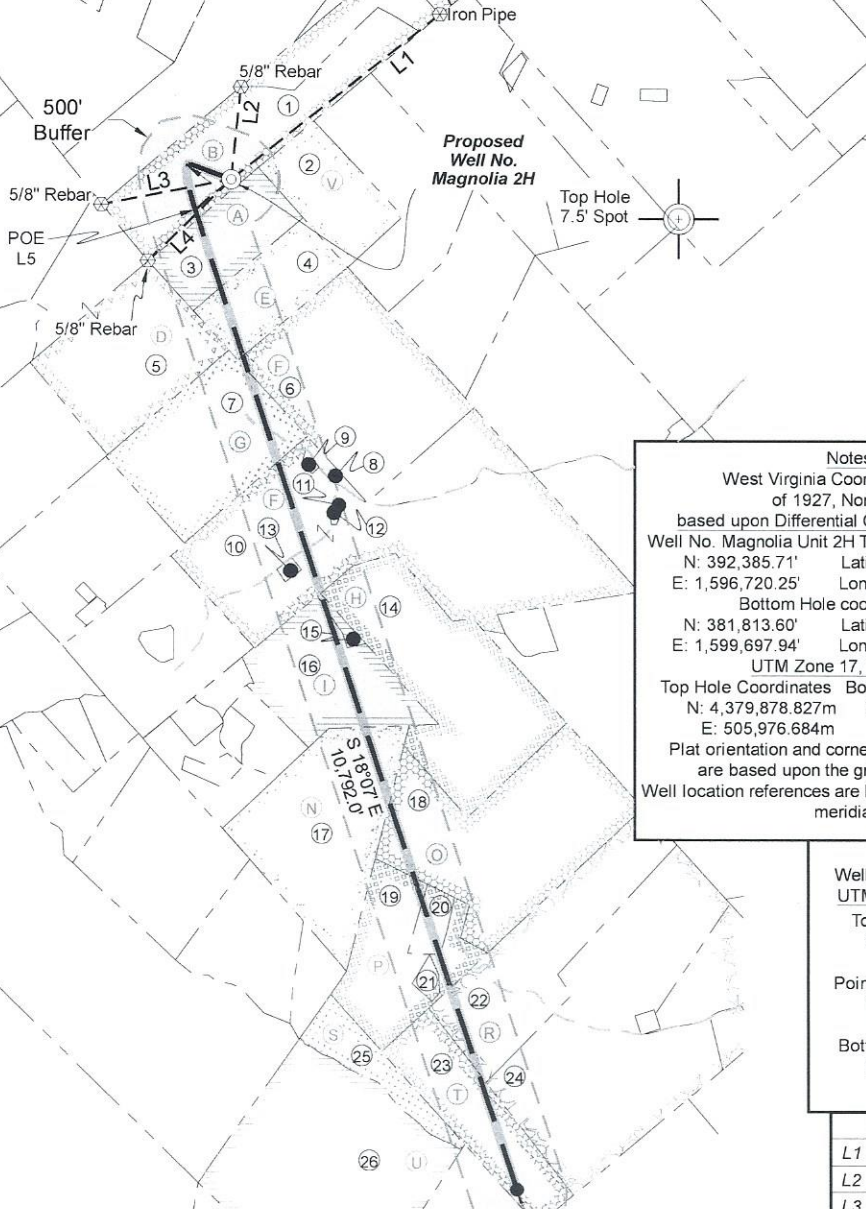 Iron Pipe
L1
5/8" Rebar
500'
Buffer
L2
1
B
Proposed
Well No.
Magnolia 2H
2
V
L3
5/8" Rebar
Top Hole
7.5' Spot
A
POE
L5
L4
3
4
5/8" Rebar
E
D
5
F
6
7
G
9
8
11
F
12
13
10
H
14
15
16
I
S 18°07' E
10,792.0'
18
N
17
O
19
20
P
21
22
R
S
25
23
24
T
26
U
Notes
West Virginia Coor
of 1927, Nor
based upon Differential
Well No. Magnolia Unit 2H T
N: 392,385.71' Lati
E: 1,596,720.25' Lon
Bottom Hole coo
N: 381,813.60' Lati
E: 1,599,697.94' Lon
UTM Zone 17,
Top Hole Coordinates Bo
N: 4,379,878.827m
E: 505,976.684m
Plat orientation and corne
are based upon the gr
Well location references are
meridia
Well
UTM
To
Poin
Bot
L1
L2
L3